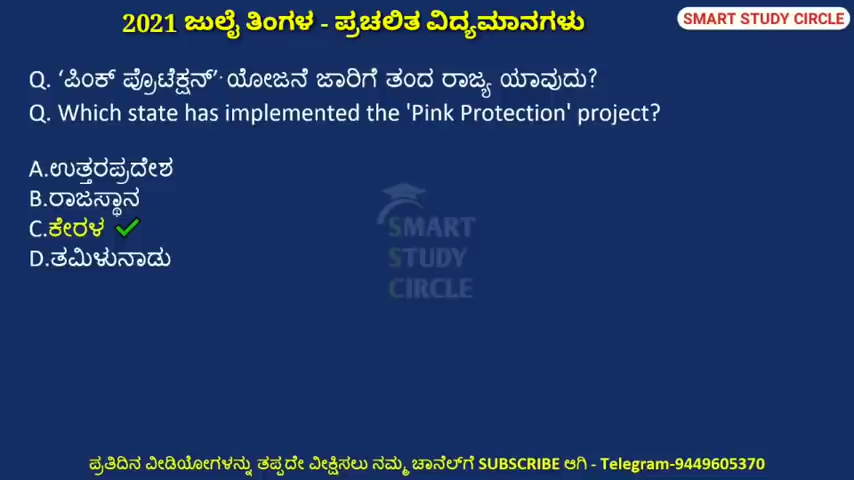 2021 ಜುಲೈ ತಿಂಗಳ - ಪ್ರಚಲಿತ ವಿದ್ಯಮಾನಗಳು
SMART STUDY CIRCLE
Q. ‘ಪಿಂಕ್ ಪ್ರೊಟೆಕ್ಷನ್’ ಯೋಜನೆ ಜಾರಿಗೆ ತಂದ ರಾಜ್ಯ ಯಾವುದು?
Q. Which state has implemented the 'Pink Protection' project?
A.ಉತ್ತರಪ್ರದೇಶ
B.ರಾಜಸ್ಥಾನ
C.ಕೇರಳ
D.ತಮಿಳುನಾಡು
SMART
STUDY
CIRCLE
ಪ್ರತಿದಿನ ವೀಡಿಯೋಗಳನ್ನು ತಪ್ಪದೇ ವೀಕ್ಷಿಸಲು ನಮ್ಮ ಚಾನೆಲ್‌ಗೆ SUBSCRIBE ಆಗಿ - Telegram-9449605370